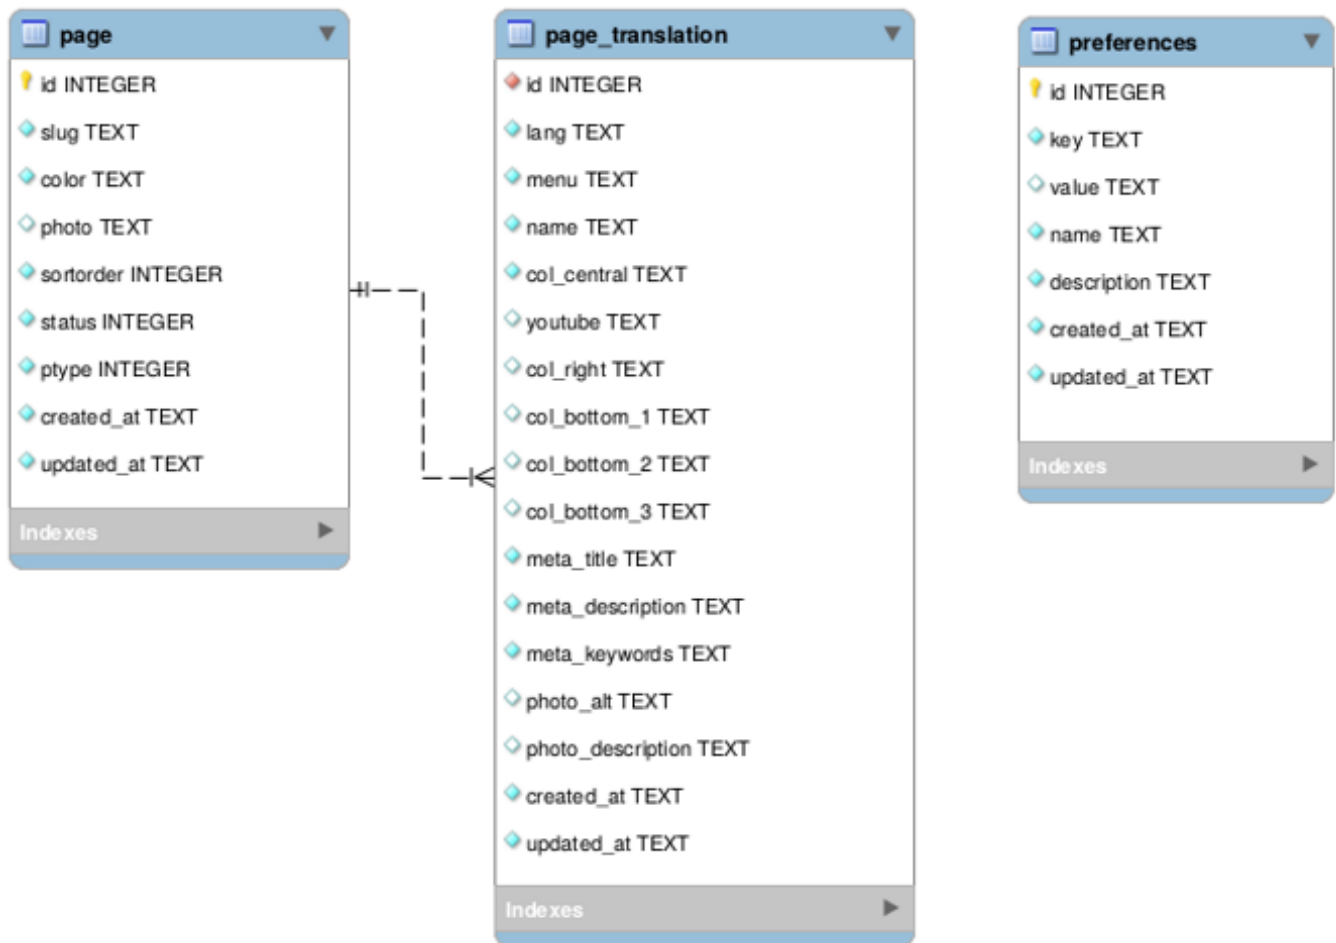 page
id INTEGER
slug TEXT
color TEXT
photo TEXT
sortorder INTEGER
status INTEGER
ptype INTEGER
created_at TEXT
updated_at TEXT
Indexes
page_translation
id INTEGER
lang TEXT
menu TEXT
name TEXT
col_central TEXT
youtube TEXT
col_right TEXT
col_bottom_1 TEXT
col_bottom_2 TEXT
col_bottom_3 TEXT
meta_title TEXT
meta_description TEXT
meta_keywords TEXT
photo_alt TEXT
photo_description TEXT
created_at TEXT
updated_at TEXT
Indexes
preferences
id INTEGER
key TEXT
value TEXT
name TEXT
description TEXT
created_at TEXT
updated_at TEXT
Indexes